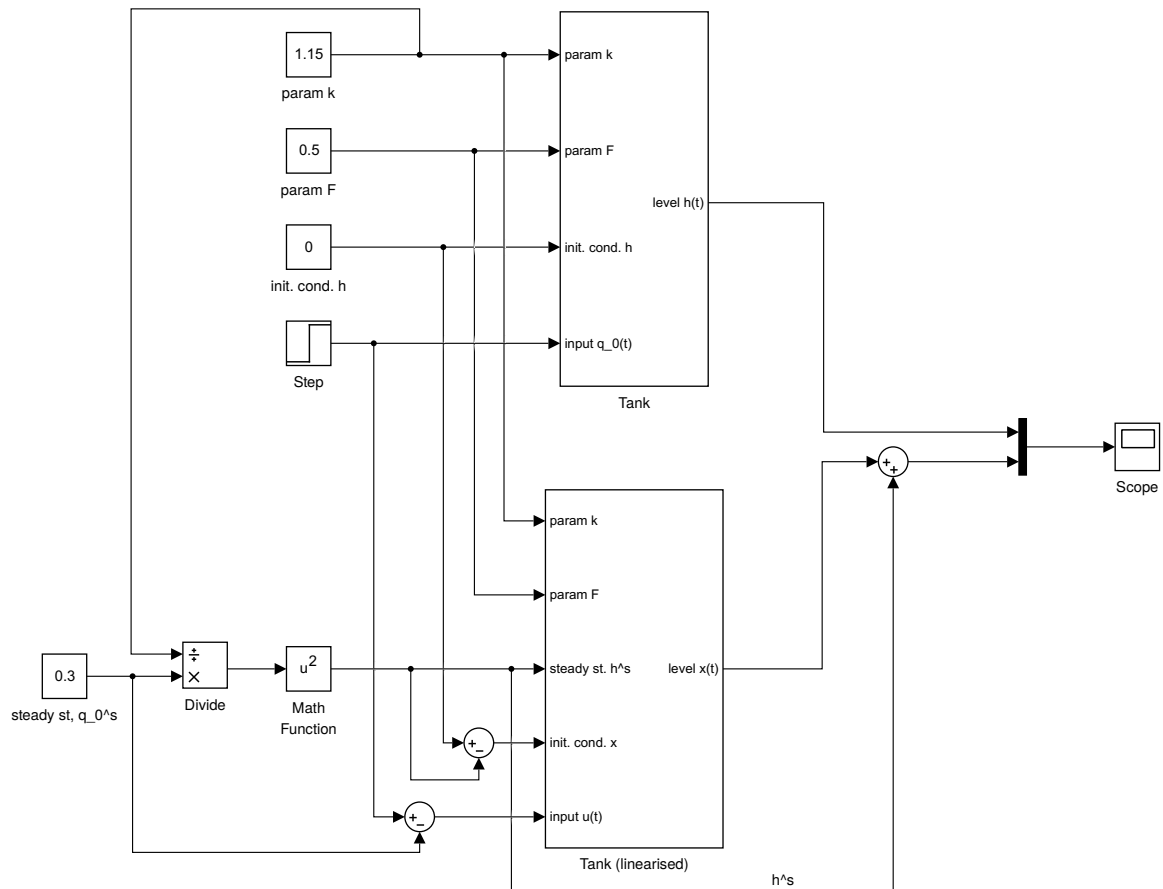 1.15
param k
0.5
param F
0
init. cond. h
Step
param k
param F
init. cond. h
input q_0(t)
level h(t)
Tank
0.3
steady st, q_0^s
÷
×
Divide
u²
Math
Function
+
−
+
−
param k
param F
steady st. h^s
init. cond. x
input u(t)
level x(t)
Tank (linearised)
+
+
h^s
Scope